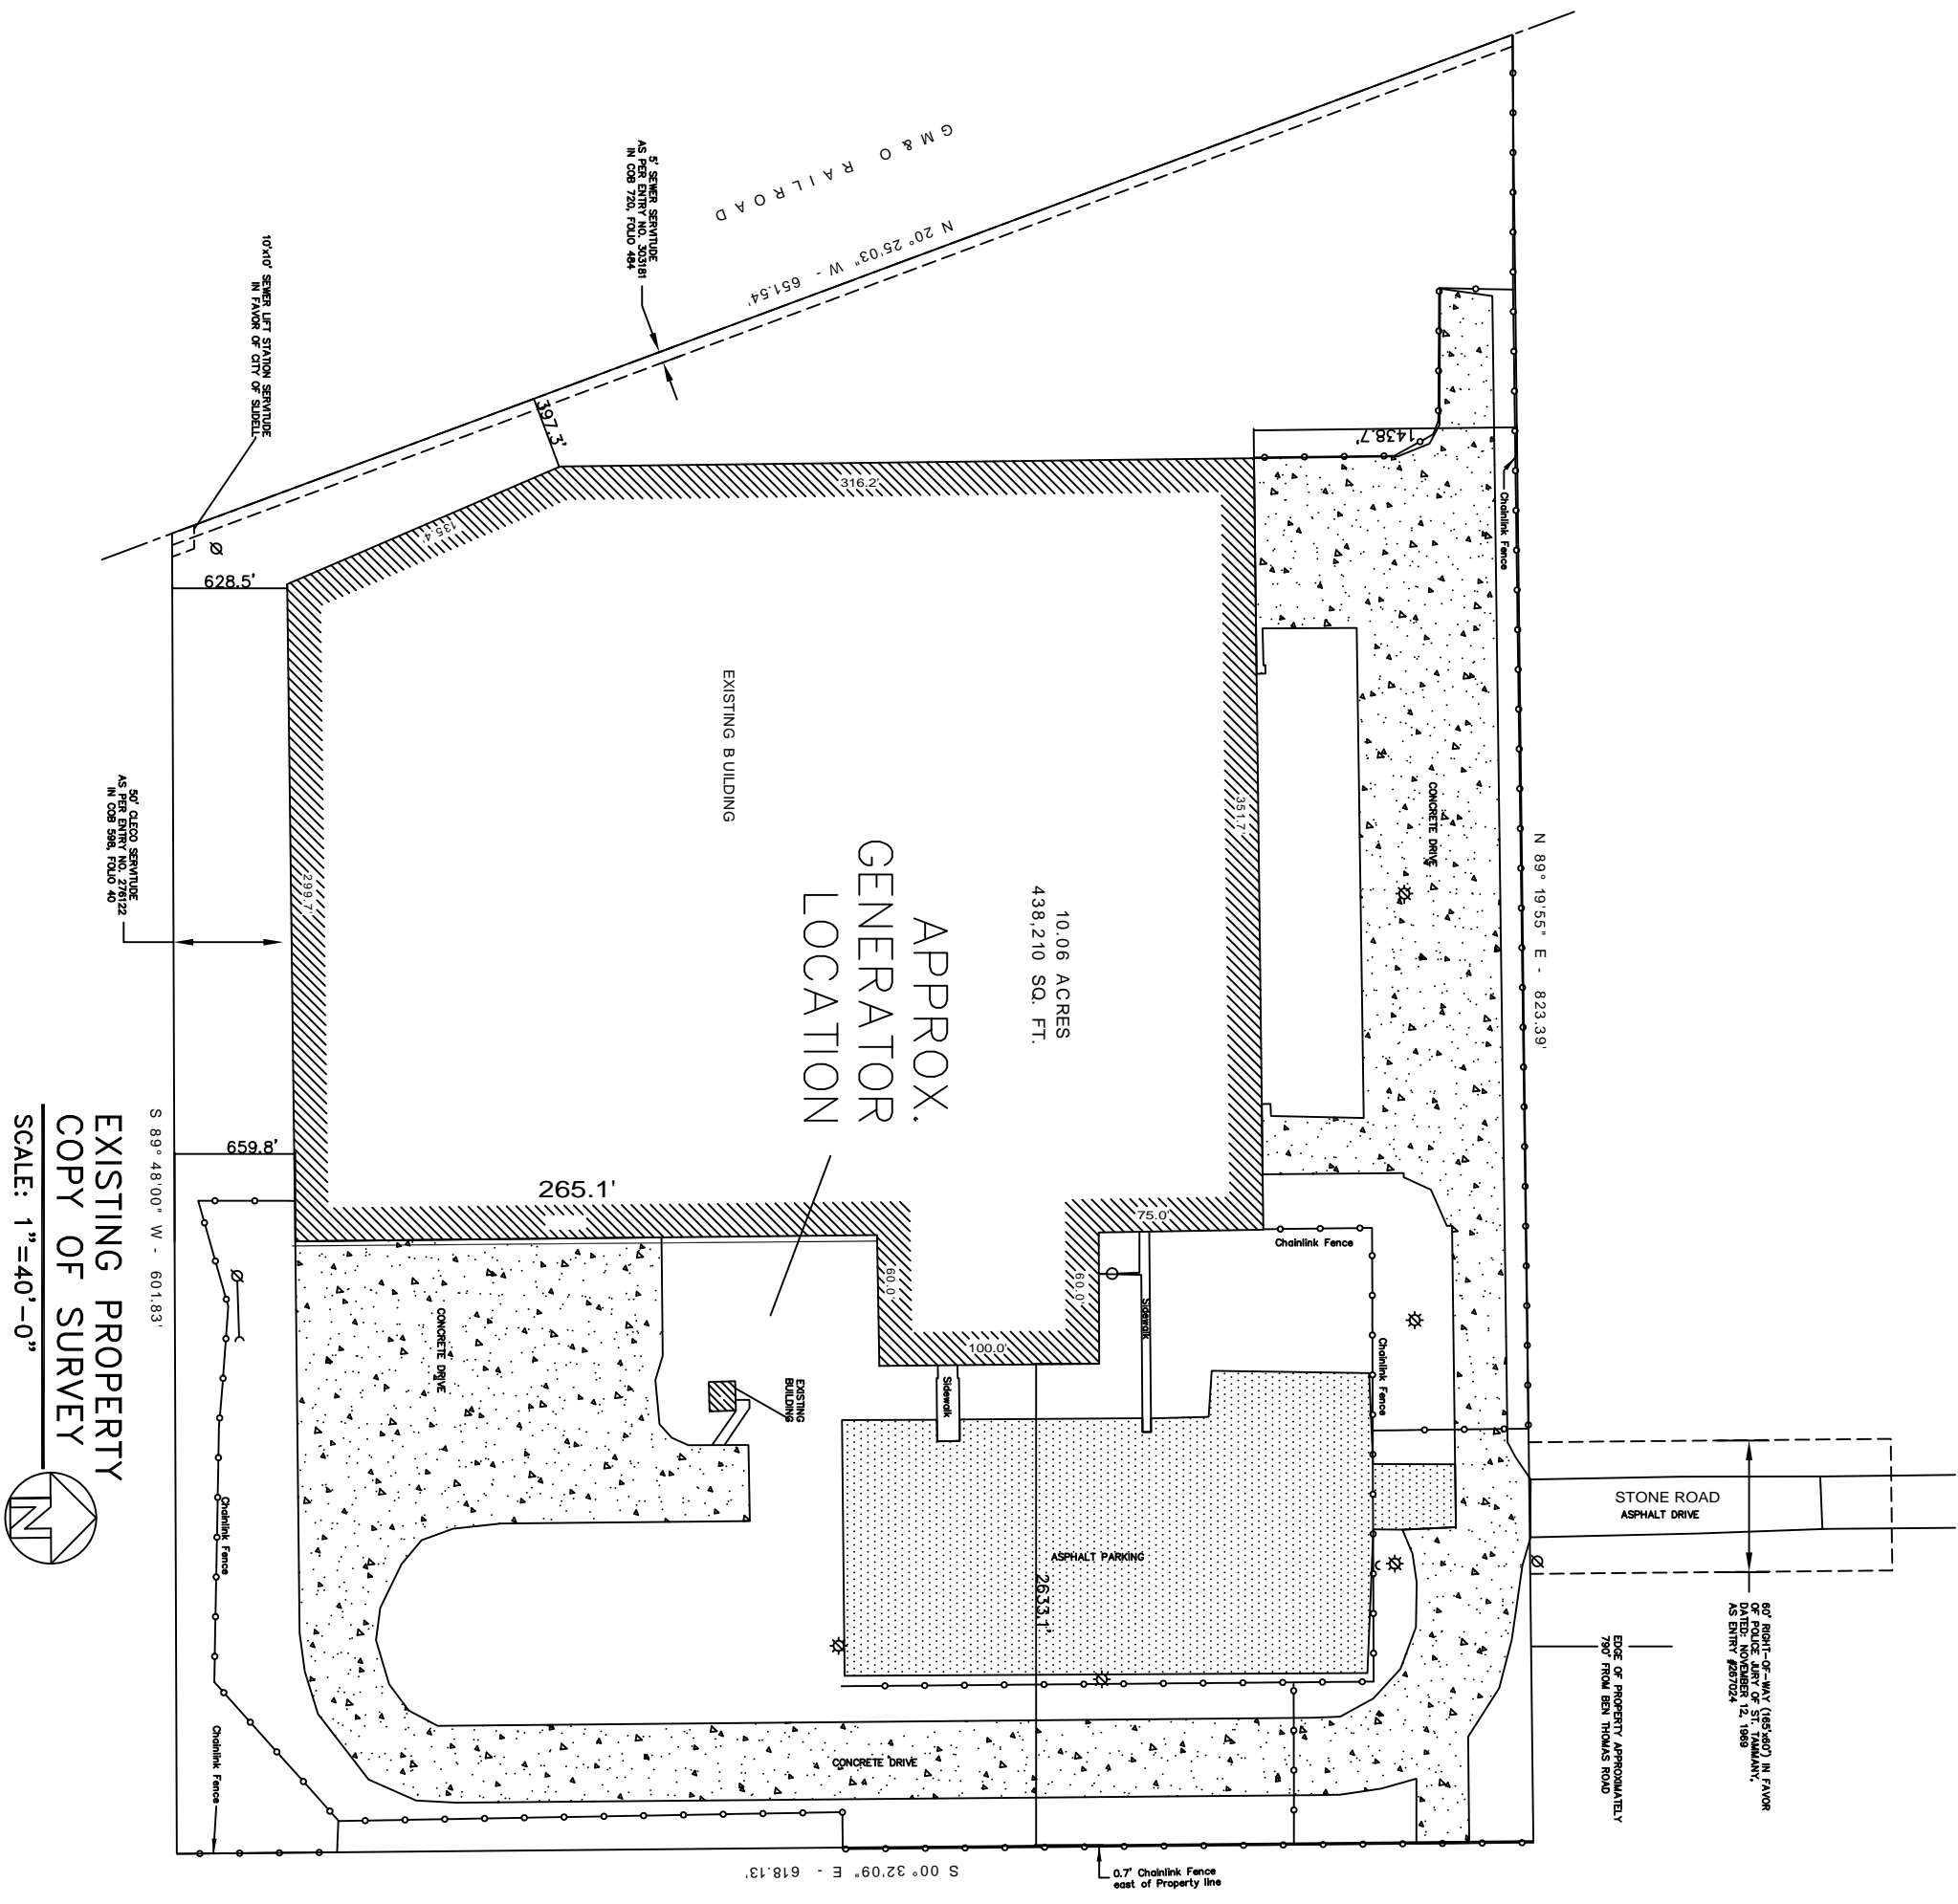 GM&O RAILROAD
N 20° 25'03" W - 651.54'
5' SEWER SERVITUDE
AS PER ENTRY NO. 303181
IN COB 720, FOLIO 484
10'x10' SEWER LIFT STATION SERVITUDE
IN FAVOR OF CITY OF SLIDELL
397.3'
1438.7'
Chainlink Fence
316.2'
135.4'
628.5'
EXISTING BUILDING
351.7'
CONCRETE DRIVE
N 89° 19'55" E - 823.39'
50' CLECO SERVITUDE
AS PER ENTRY NO. 276122
IN COB 598, FOLIO 40
299.7'
10.06 ACRES
438,210 SQ. FT.
APPROX.
GENERATOR
LOCATION
659.8'
265.1'
75.0'
60.0'
60.0'
100.0'
Chainlink Fence
Sidewalk
Chainlink Fence
Sidewalk
EXISTING
BUILDING
CONCRETE DRIVE
S 89° 48'00" W - 601.83'
STONE ROAD
ASPHALT DRIVE
ASPHALT PARKING
2633.1'
60' RIGHT-OF-WAY (165'x60') IN FAVOR
OF POLICE JURY OF ST. TAMMANY,
DATED: NOVEMBER 12, 1969
AS ENTRY #267024
EDGE OF PROPERTY APPROXIMATELY
790' FROM BEN THOMAS ROAD
Chainlink Fence
Chainlink Fence
CONCRETE DRIVE
S 00° 32'09" E - 618.13'
0.7' Chainlink Fence
east of Property line
EXISTING PROPERTY
COPY OF SURVEY
SCALE: 1"=40'-0"
N